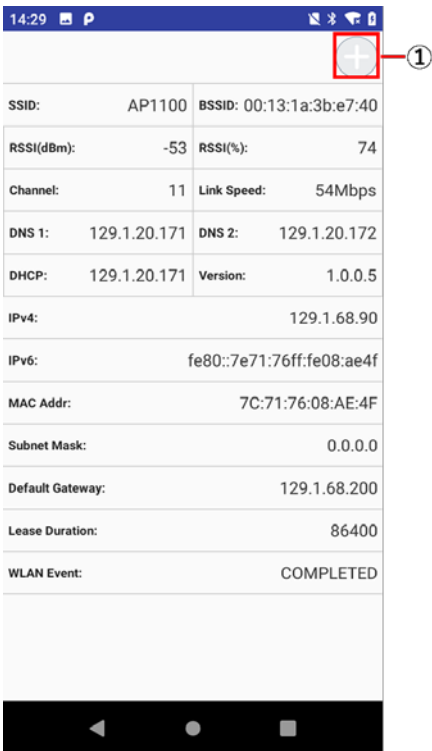 14:29
①
SSID: AP1100 BSSID: 00:13:1a:3b:e7:40
RSSI(dBm): -53 RSSI(%): 74
Channel: 11 Link Speed: 54Mbps
DNS 1: 129.1.20.171 DNS 2: 129.1.20.172
DHCP: 129.1.20.171 Version: 1.0.0.5
IPv4: 129.1.68.90
IPv6: fe80::7e71:76ff:fe08:ae4f
MAC Addr: 7C:71:76:08:AE:4F
Subnet Mask: 0.0.0.0
Default Gateway: 129.1.68.200
Lease Duration: 86400
WLAN Event: COMPLETED